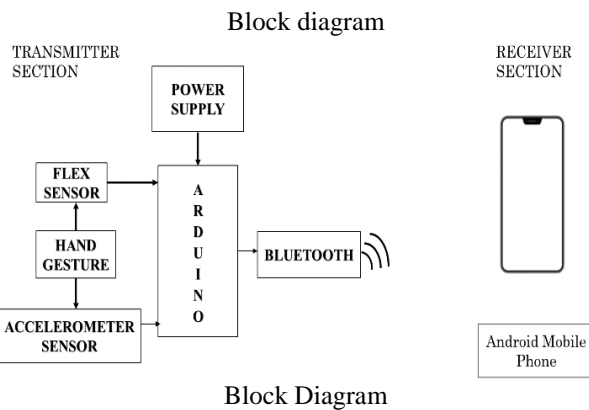 Block diagram
TRANSMITTER
SECTION
RECEIVER
SECTION
POWER
SUPPLY
FLEX
SENSOR
HAND
GESTURE
ACCELEROMETER
SENSOR
A
R
D
U
I
N
O
BLUETOOTH
Android Mobile
Phone
Block Diagram